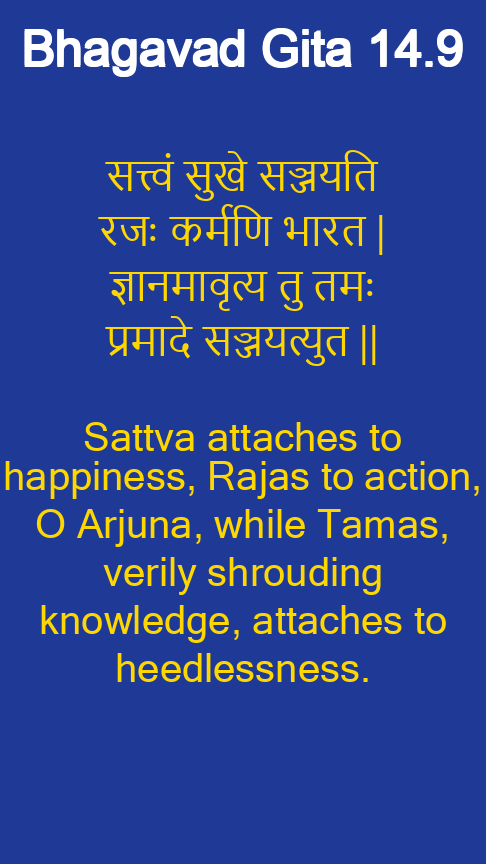 Bhagavad Gita 14.9
सत्त्वं सुखे सञ्जयति
रजः कर्मणि भारत |
ज्ञानमावृत्य तु तमः
प्रमादे सञ्जयत्युत ||
Sattva attaches to
happiness, Rajas to action,
O Arjuna, while Tamas,
verily shrouding
knowledge, attaches to
heedlessness.